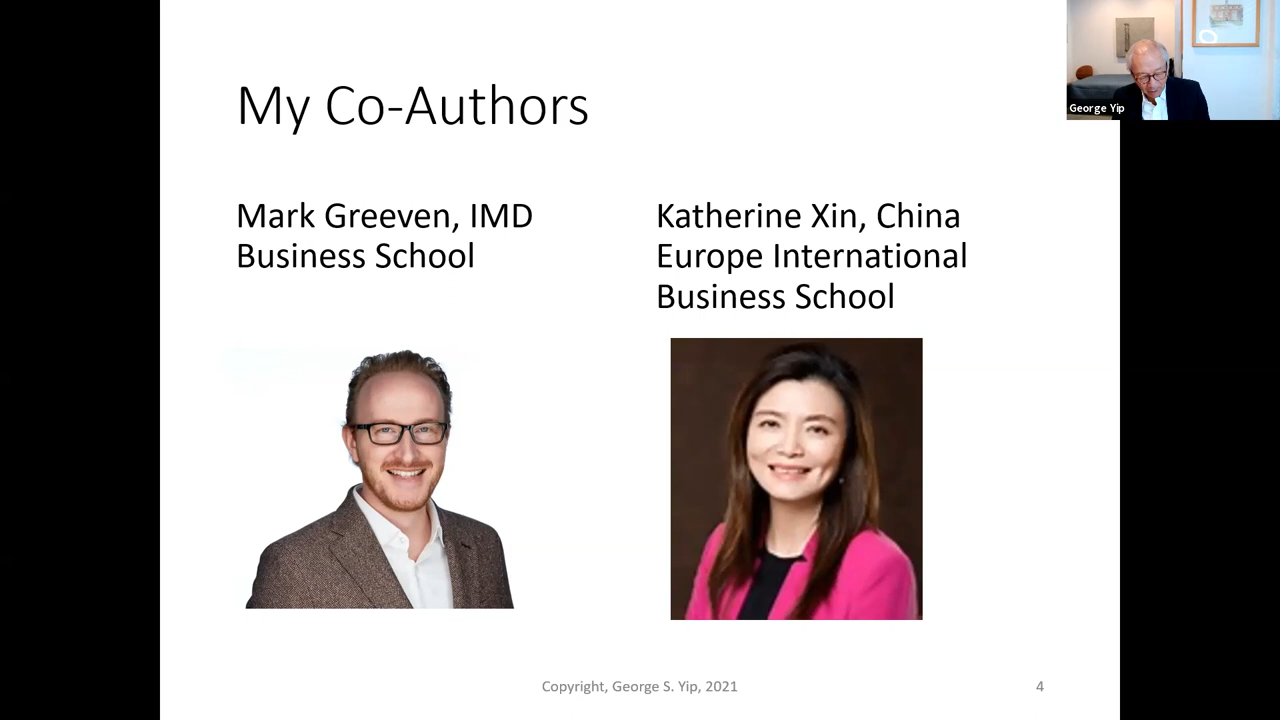 My Co-Authors
Mark Greeven, IMD
Business School
Katherine Xin, China
Europe International
Business School
George Yip
Copyright, George S. Yip, 2021
4